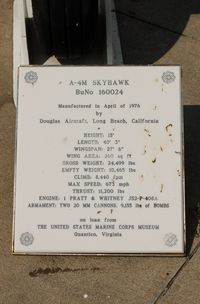 A-4M SKYHAWK
BuNo 160024
Manufactured in April of 1976
by
Douglas Aircraft, Long Beach, California
HEIGHT: 15'
LENGTH: 40' 3"
WINGSPAN: 27' 6"
WING AREA: 260 sq ft
GROSS WEIGHT: 24,499 lbs
EMPTY WEIGHT: 10,465 lbs
CLIMB: 8,440 fpm
MAX SPEED: 673 mph
THRUST: 11,200 lbs
ENGINE: 1 PRATT & WHITNEY J52-P-408A
ARMAMENT: TWO 20 MM CANNONS, 9,155 lbs of BOMBS
on loan from
THE UNITED STATES MARINE CORPS MUSEUM
Quantico, Virginia